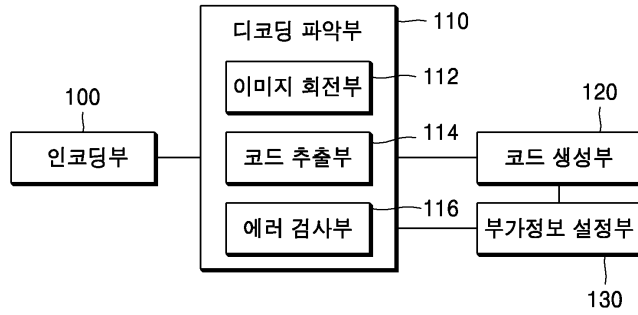 디코딩 파악부
110
이미지 회전부
112
100
120
인코딩부
코드 추출부
114
코드 생성부
에러 검사부
116
부가정보 설정부
130